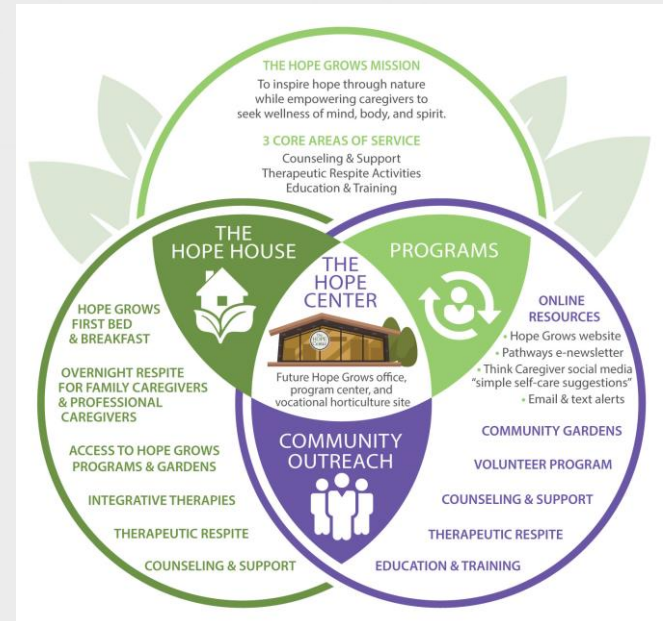 THE HOPE GROWS MISSION
To inspire hope through nature
while empowering caregivers to
seek wellness of mind, body, and spirit.
3 CORE AREAS OF SERVICE
Counseling & Support
Therapeutic Respite Activities
Education & Training
THE
HOPE HOUSE
PROGRAMS
THE
HOPE
CENTER
Future Hope Grows office,
program center, and
vocational horticulture site
COMMUNITY
OUTREACH
HOPE GROWS
FIRST BED
& BREAKFAST
OVERNIGHT RESPITE
FOR FAMILY CAREGIVERS
& PROFESSIONAL
CAREGIVERS
ACCESS TO HOPE GROWS
PROGRAMS & GARDENS
INTEGRATIVE THERAPIES
THERAPEUTIC RESPITE
COUNSELING & SUPPORT
ONLINE
RESOURCES
• Hope Grows website
• Pathways e-newsletter
• Think Caregiver social media
“simple self-care suggestions”
• Email & text alerts
COMMUNITY GARDENS
VOLUNTEER PROGRAM
COUNSELING & SUPPORT
THERAPEUTIC RESPITE
EDUCATION & TRAINING